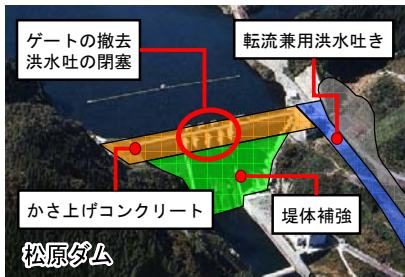 ゲートの撤去
洪水吐の閉塞
転流兼用洪水吐き
かさ上げコンクリート
堤体補強
松原ダム